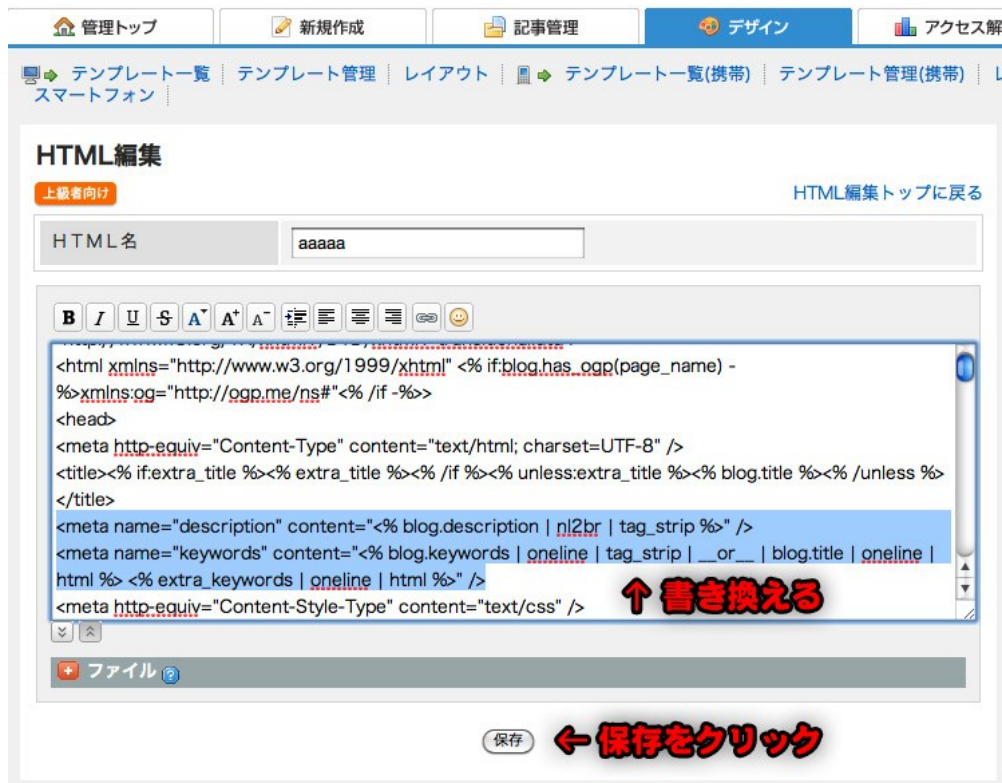 管理トップ 新規作成 記事管理 デザイン アクセス解
テンプレート一覧 テンプレート管理 レイアウト テンプレート一覧(携帯) テンプレート管理(携帯) レ
スマートフォン
HTML編集
上級者向け HTML編集トップに戻る
ＨＴＭＬ名 aaaaa
B I U S A A+ A-
<html xmlns="http://www.w3.org/1999/xhtml" <% if:blog.has_ogp(page_name) -
%>xmlns:og="http://ogp.me/ns#"<% /if -%>>
<head>
<meta http-equiv="Content-Type" content="text/html; charset=UTF-8" />
<title><% if:extra_title %><% extra_title %><% /if %><% unless:extra_title %><% blog.title %><% /unless %>
</title>
<meta name="description" content="<% blog.description | nl2br | tag_strip %>" />
<meta name="keywords" content="<% blog.keywords | oneline | tag_strip | __or__ | blog.title | oneline |
html %> <% extra_keywords | oneline | html %>" />
<meta http-equiv="Content-Style-Type" content="text/css" />
↑ 書き換える
ファイル ?
保存 ← 保存をクリック